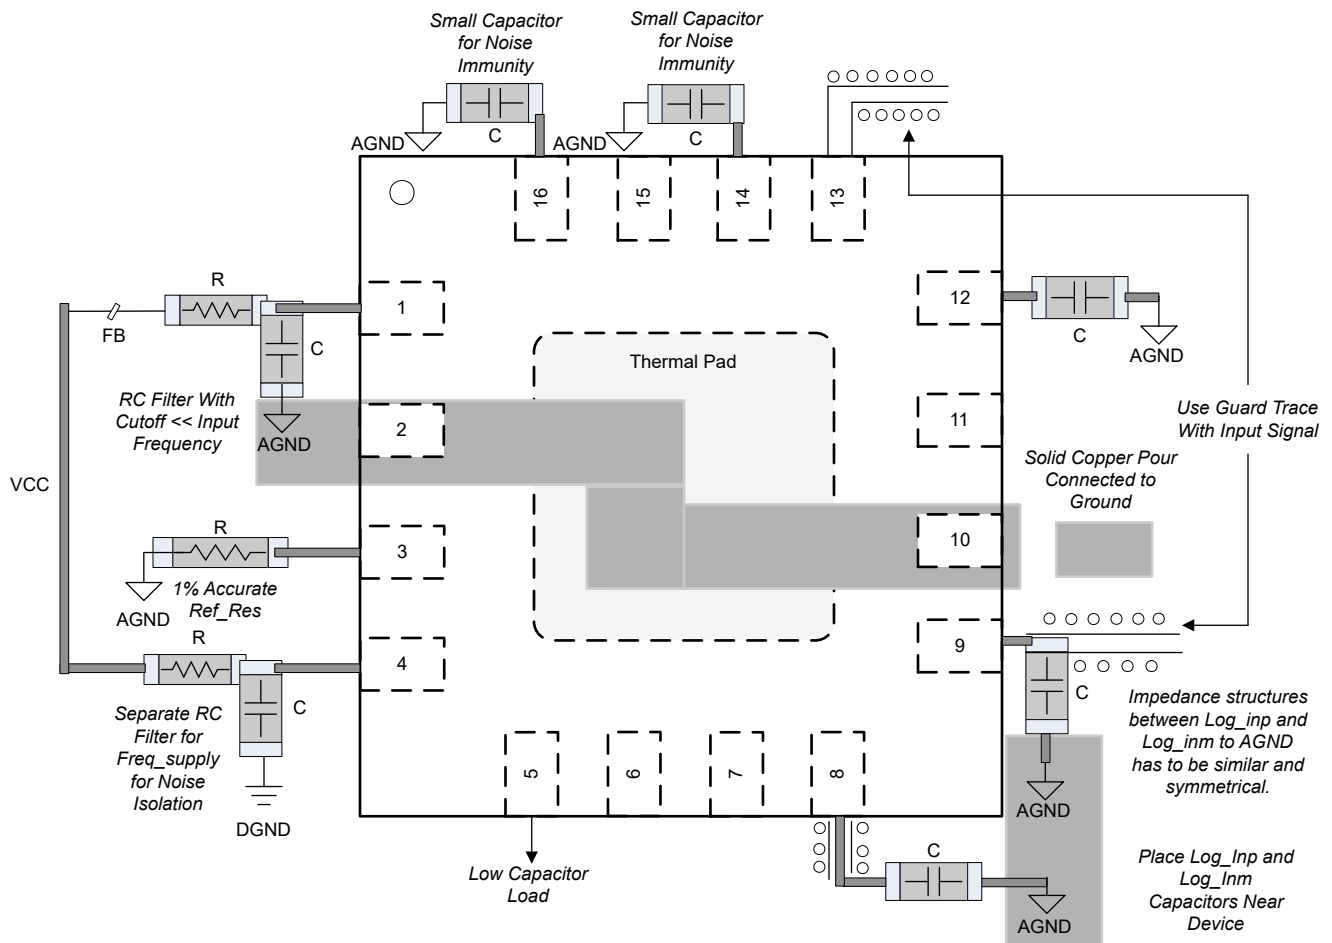 Small Capacitor
for Noise
Immunity
Small Capacitor
for Noise
Immunity
C
C
AGND
AGND
16
15
14
13
R
FB
C
RC Filter With
Cutoff << Input
Frequency
AGND
VCC
1
2
3
4
Thermal Pad
12
11
10
9
C
AGND
Use Guard Trace
With Input Signal
Solid Copper Pour
Connected to
Ground
R
1% Accurate
Ref_Res
AGND
R
C
Separate RC
Filter for
Freq_supply
for Noise
Isolation
DGND
5
6
7
8
Low Capacitor
Load
C
AGND
C
AGND
Impedance structures
between Log_inp and
Log_inm to AGND
has to be similar and
symmetrical.
Place Log_Inp and
Log_Inm
Capacitors Near
Device